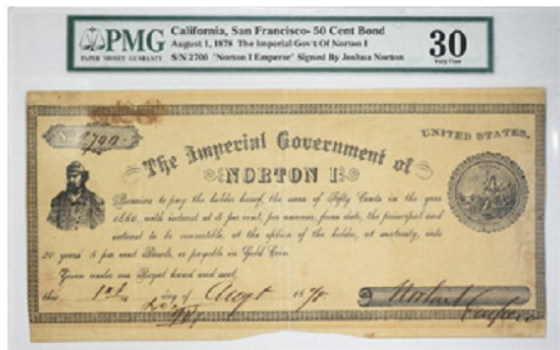 PMG
PAPER MONEY GUARANTY
California, San Francisco- 50 Cent Bond
August 1, 1878 The Imperial Gov't Of Norton I
S/N 2700 'Norton I Emperor' Signed By Joshua Norton
30
Very Fine
No. 2700
UNITED STATES.
The Imperial Government of
NORTON I
Promises to pay the holder hereof, the sum of Fifty Cents in the year
1880, with interest at 5 per cent. per annum, from date, the principal and
interest to be convertible, at the option of the holder, at maturity, into
20 years' 5 per cent. Bonds, or payable in Gold Coin.
Given under our Royal hand and seal,
this 1st day of Augt 1878
Norton I
Emperor